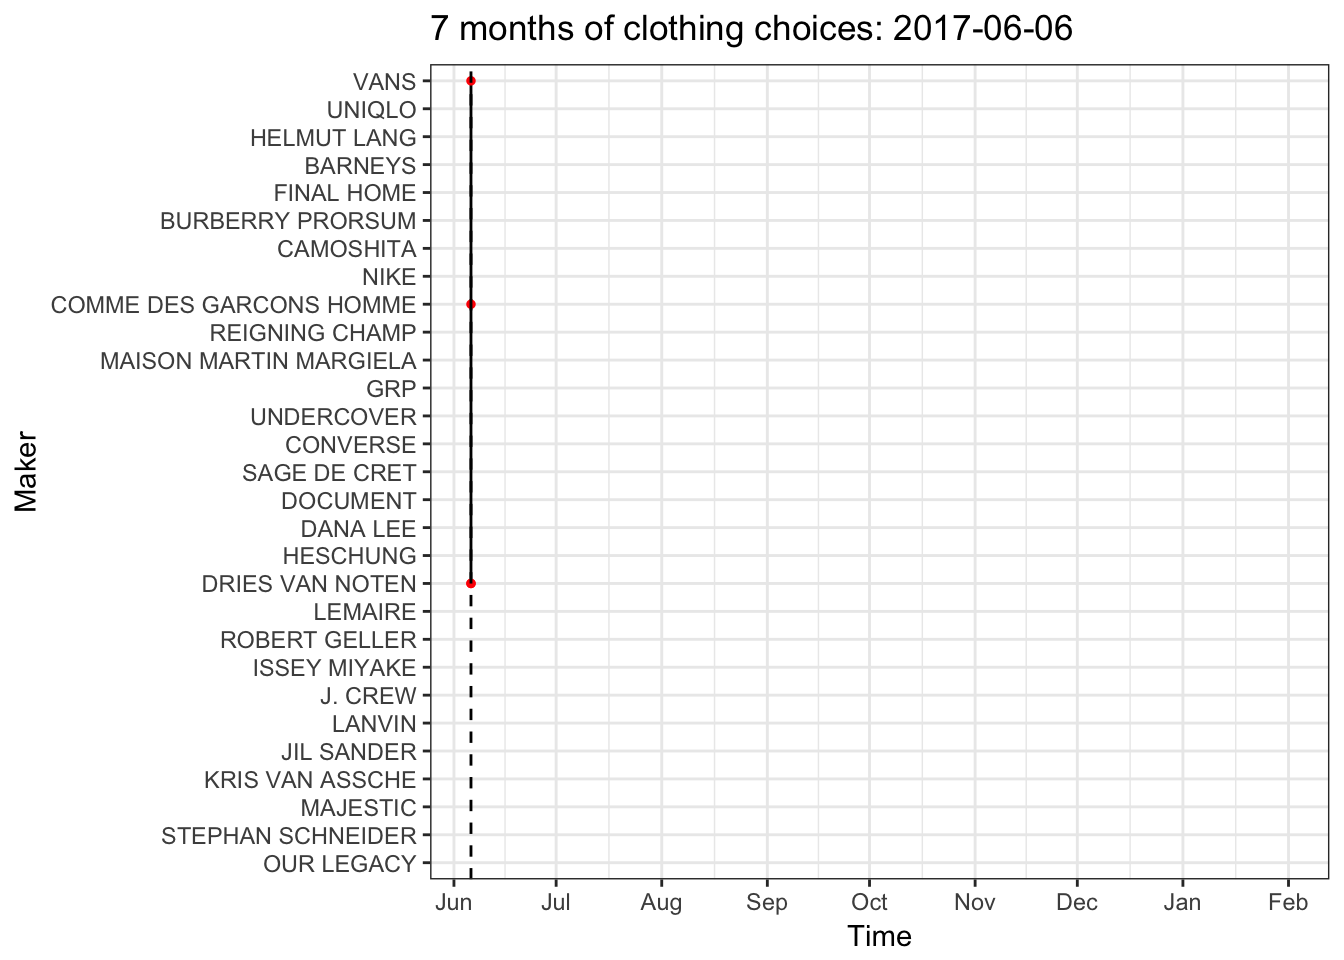 7 months of clothing choices: 2017-06-06
VANS
UNIQLO
HELMUT LANG
BARNEYS
FINAL HOME
BURBERRY PRORSUM
CAMOSHITA
NIKE
COMME DES GARCONS HOMME
REIGNING CHAMP
MAISON MARTIN MARGIELA
GRP
UNDERCOVER
CONVERSE
SAGE DE CRET
DOCUMENT
DANA LEE
HESCHUNG
DRIES VAN NOTEN
LEMAIRE
ROBERT GELLER
ISSEY MIYAKE
J. CREW
LANVIN
JIL SANDER
KRIS VAN ASSCHE
MAJESTIC
STEPHAN SCHNEIDER
OUR LEGACY
Maker
Jun Jul Aug Sep Oct Nov Dec Jan Feb
Time